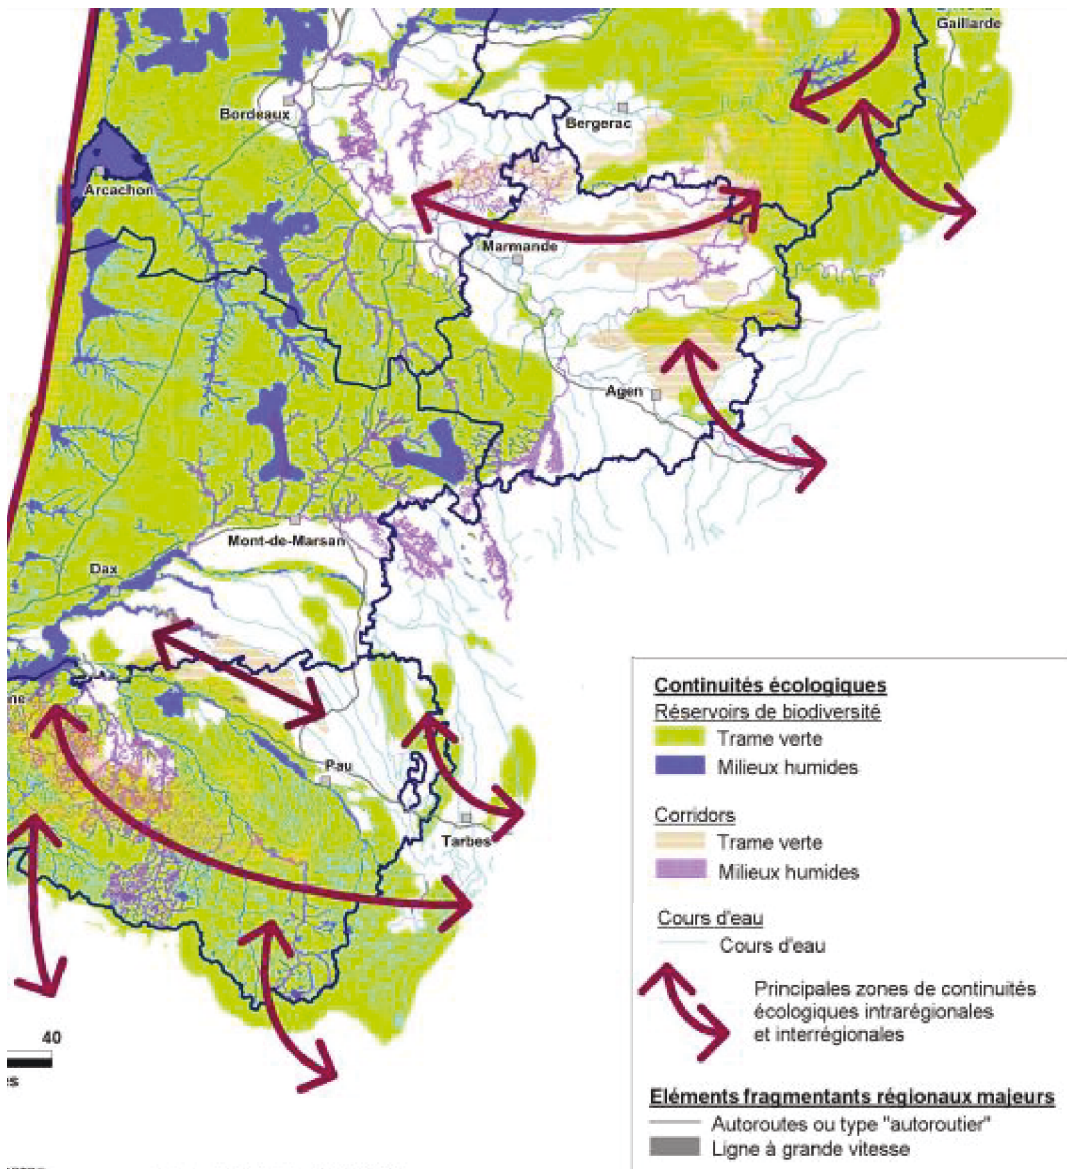 Gaillarde
Bordeaux
Bergerac
Arcachon
Marmande
Agen
Mont-de-Marsan
Dax
ne
Pau
Tarbes
40
es
Continuités écologiques
Réservoirs de biodiversité
Trame verte
Milieux humides
Corridors
Trame verte
Milieux humides
Cours d'eau
Cours d'eau
Principales zones de continuités
écologiques intrarégionales
et interrégionales
Eléments fragmentants régionaux majeurs
Autoroutes ou type "autoroutier"
Ligne à grande vitesse